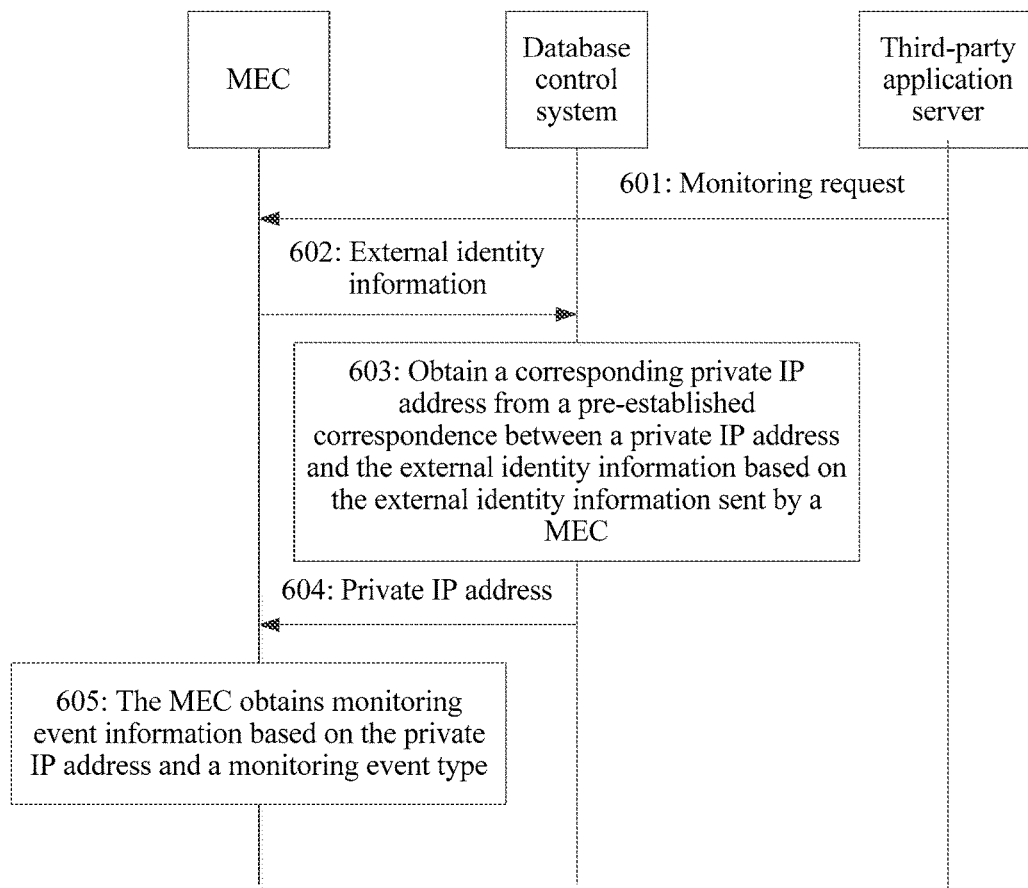 MEC
Database
control
system
Third-party
application
server
601: Monitoring request
602: External identity
information
603: Obtain a corresponding private IP
address from a pre-established
correspondence between a private IP address
and the external identity information based on
the external identity information sent by a
MEC
604: Private IP address
605: The MEC obtains monitoring
event information based on the private
IP address and a monitoring event type